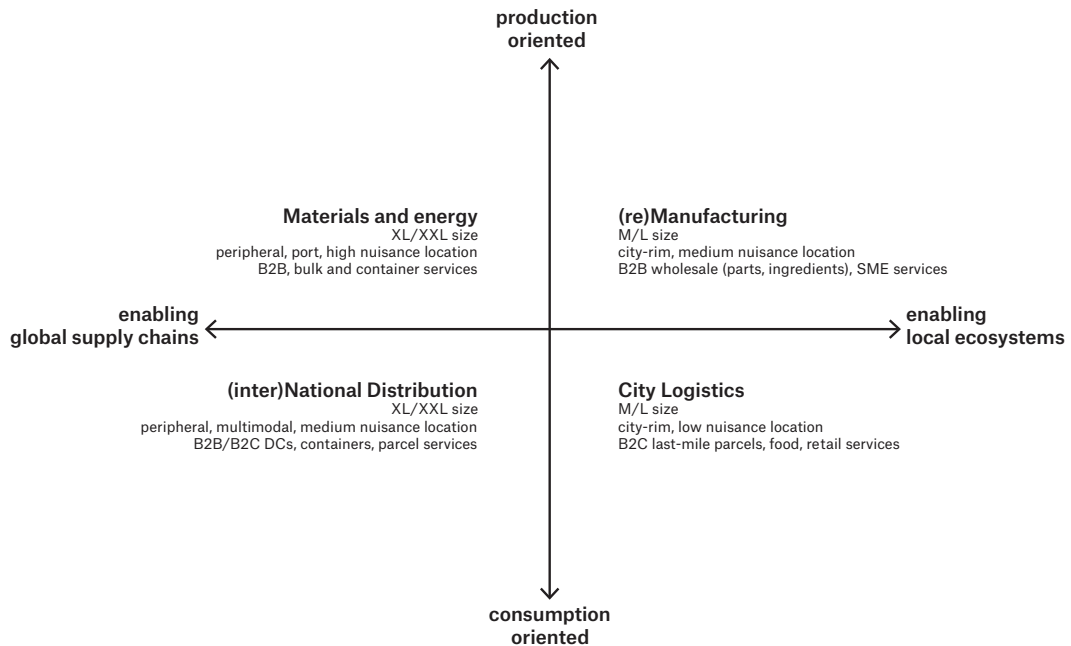 production
oriented
Materials and energy
XL/XXL size
peripheral, port, high nuisance location
B2B, bulk and container services
(re)Manufacturing
M/L size
city-rim, medium nuisance location
B2B wholesale (parts, ingredients), SME services
enabling
global supply chains
enabling
local ecosystems
(inter)National Distribution
XL/XXL size
peripheral, multimodal, medium nuisance location
B2B/B2C DCs, containers, parcel services
City Logistics
M/L size
city-rim, low nuisance location
B2C last-mile parcels, food, retail services
consumption
oriented